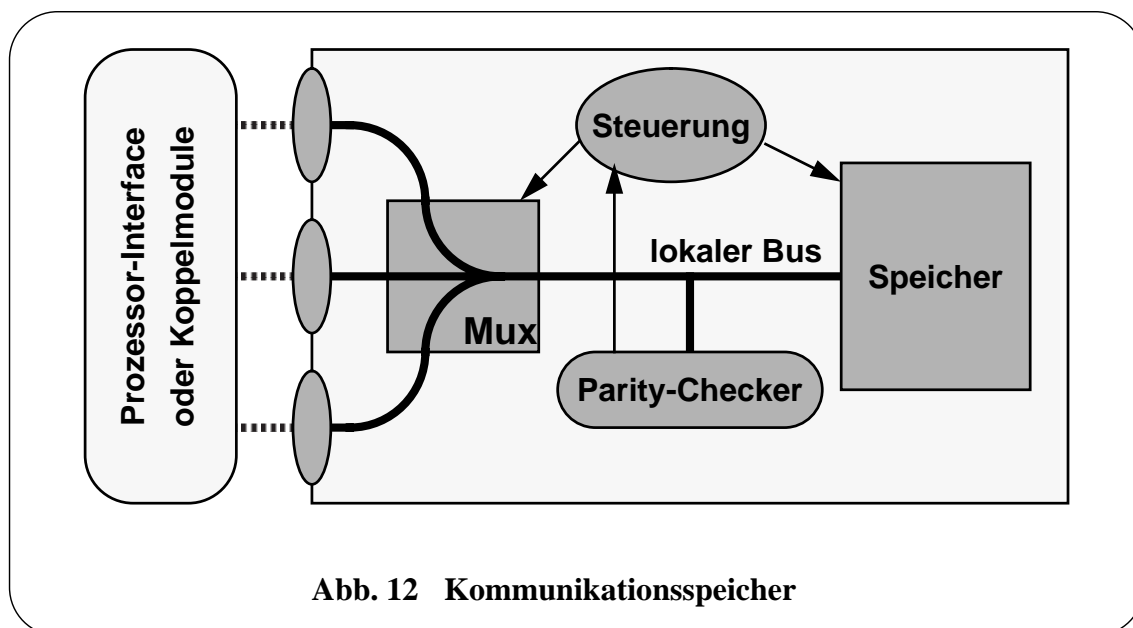 Prozessor-Interface
oder Koppelmodule
Steuerung
lokaler Bus
Speicher
Mux
Parity-Checker
Abb. 12 Kommunikationsspeicher